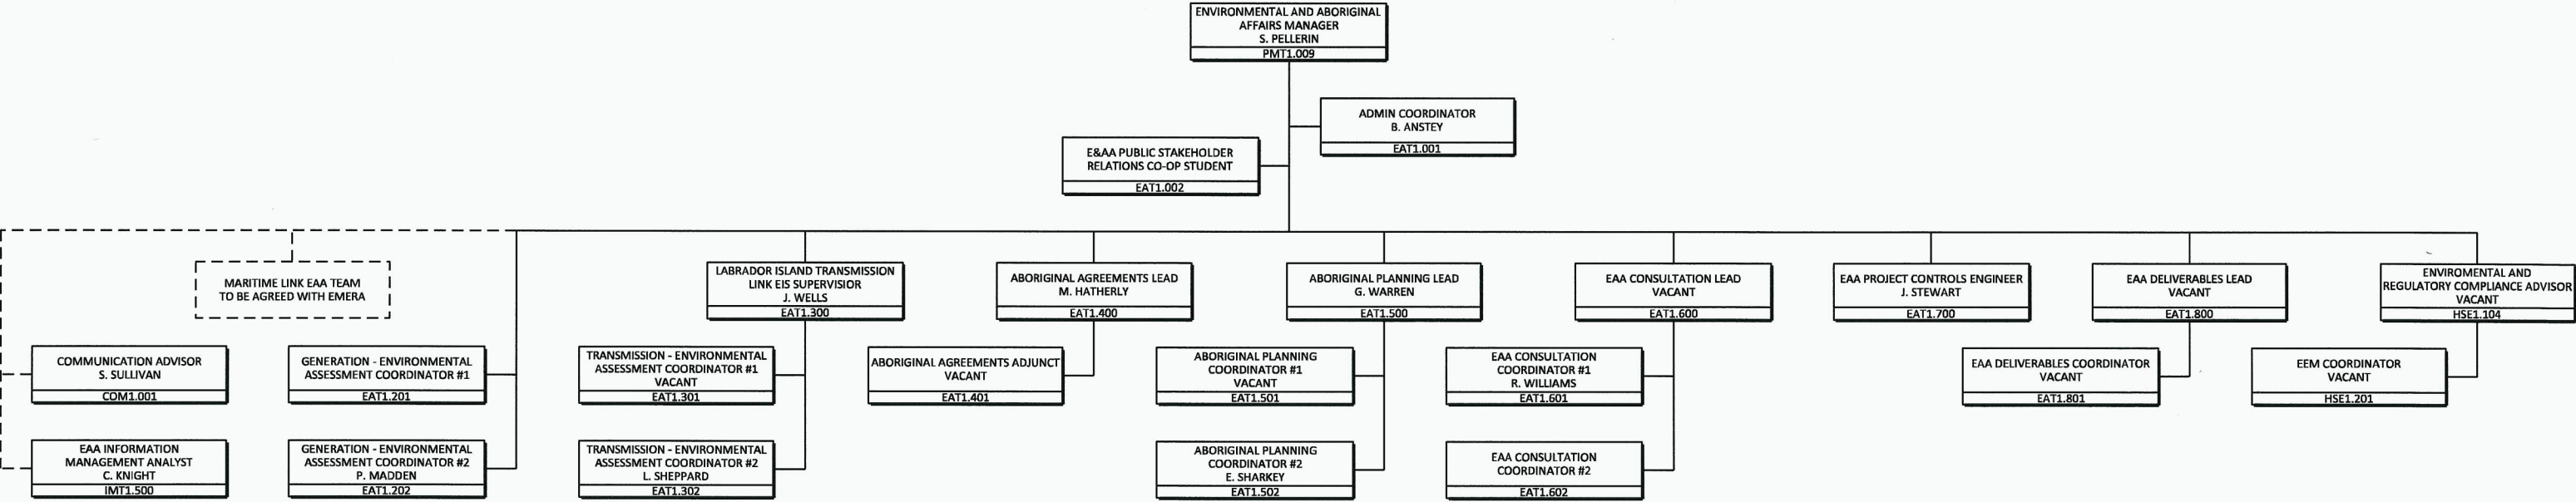 ENVIRONMENTAL AND ABORIGINAL
AFFAIRS MANAGER
S. PELLERIN
PMT1.009
ADMIN COORDINATOR
B. ANSTEY
EAT1.001
E&AA PUBLIC STAKEHOLDER
RELATIONS CO-OP STUDENT
EAT1.002
MARITIME LINK EAA TEAM
TO BE AGREED WITH EMERA
LABRADOR ISLAND TRANSMISSION
LINK EIS SUPERVISIOR
J. WELLS
EAT1.300
ABORIGINAL AGREEMENTS LEAD
M. HATHERLY
EAT1.400
ABORIGINAL PLANNING LEAD
G. WARREN
EAT1.500
EAA CONSULTATION LEAD
VACANT
EAT1.600
EAA PROJECT CONTROLS ENGINEER
J. STEWART
EAT1.700
EAA DELIVERABLES LEAD
VACANT
EAT1.800
ENVIROMENTAL AND
REGULATORY COMPLIANCE ADVISOR
VACANT
HSE1.104
COMMUNICATION ADVISOR
S. SULLIVAN
COM1.001
GENERATION - ENVIRONMENTAL
ASSESSMENT COORDINATOR #1
EAT1.201
TRANSMISSION - ENVIRONMENTAL
ASSESSMENT COORDINATOR #1
VACANT
EAT1.301
ABORIGINAL AGREEMENTS ADJUNCT
VACANT
EAT1.401
ABORIGINAL PLANNING
COORDINATOR #1
VACANT
EAT1.501
EAA CONSULTATION
COORDINATOR #1
R. WILLIAMS
EAT1.601
EAA DELIVERABLES COORDINATOR
VACANT
EAT1.801
EEM COORDINATOR
VACANT
HSE1.201
EAA INFORMATION
MANAGEMENT ANALYST
C. KNIGHT
IMT1.500
GENERATION - ENVIRONMENTAL
ASSESSMENT COORDINATOR #2
P. MADDEN
EAT1.202
TRANSMISSION - ENVIRONMENTAL
ASSESSMENT COORDINATOR #2
L. SHEPPARD
EAT1.302
ABORIGINAL PLANNING
COORDINATOR #2
E. SHARKEY
EAT1.502
EAA CONSULTATION
COORDINATOR #2
EAT1.602